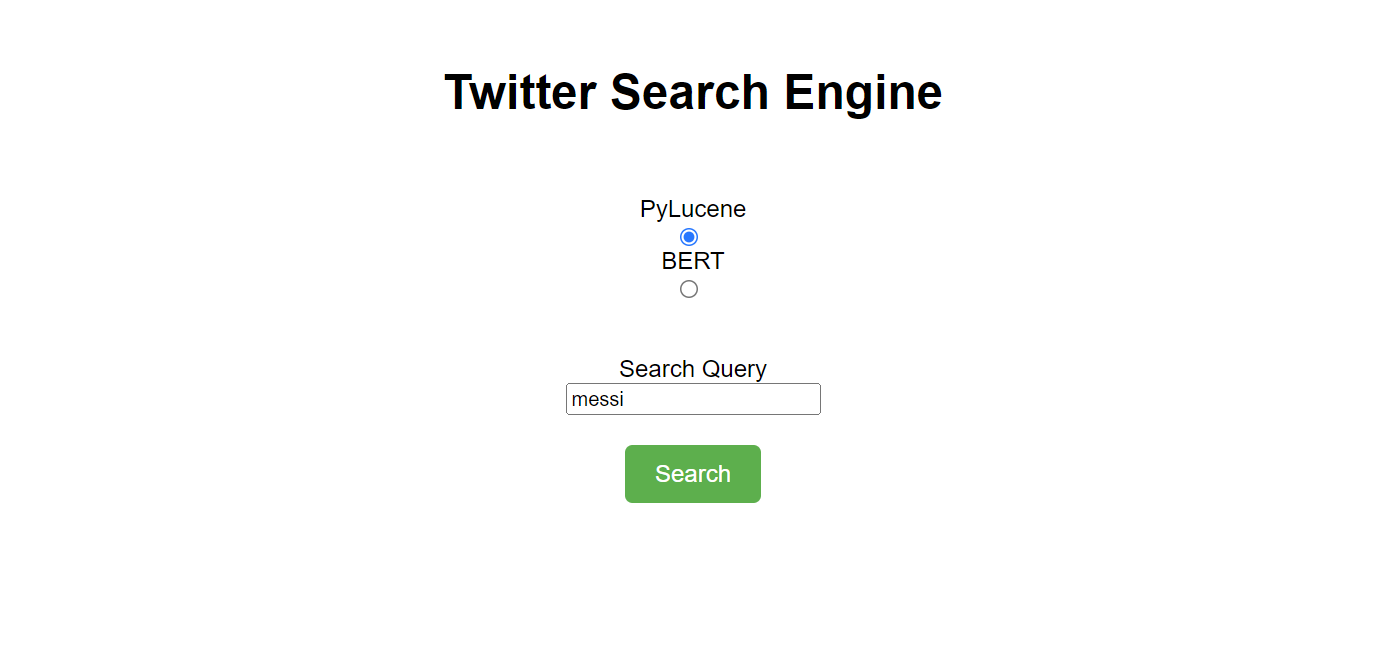 Twitter Search Engine
PyLucene
BERT
Search Query
messi
Search